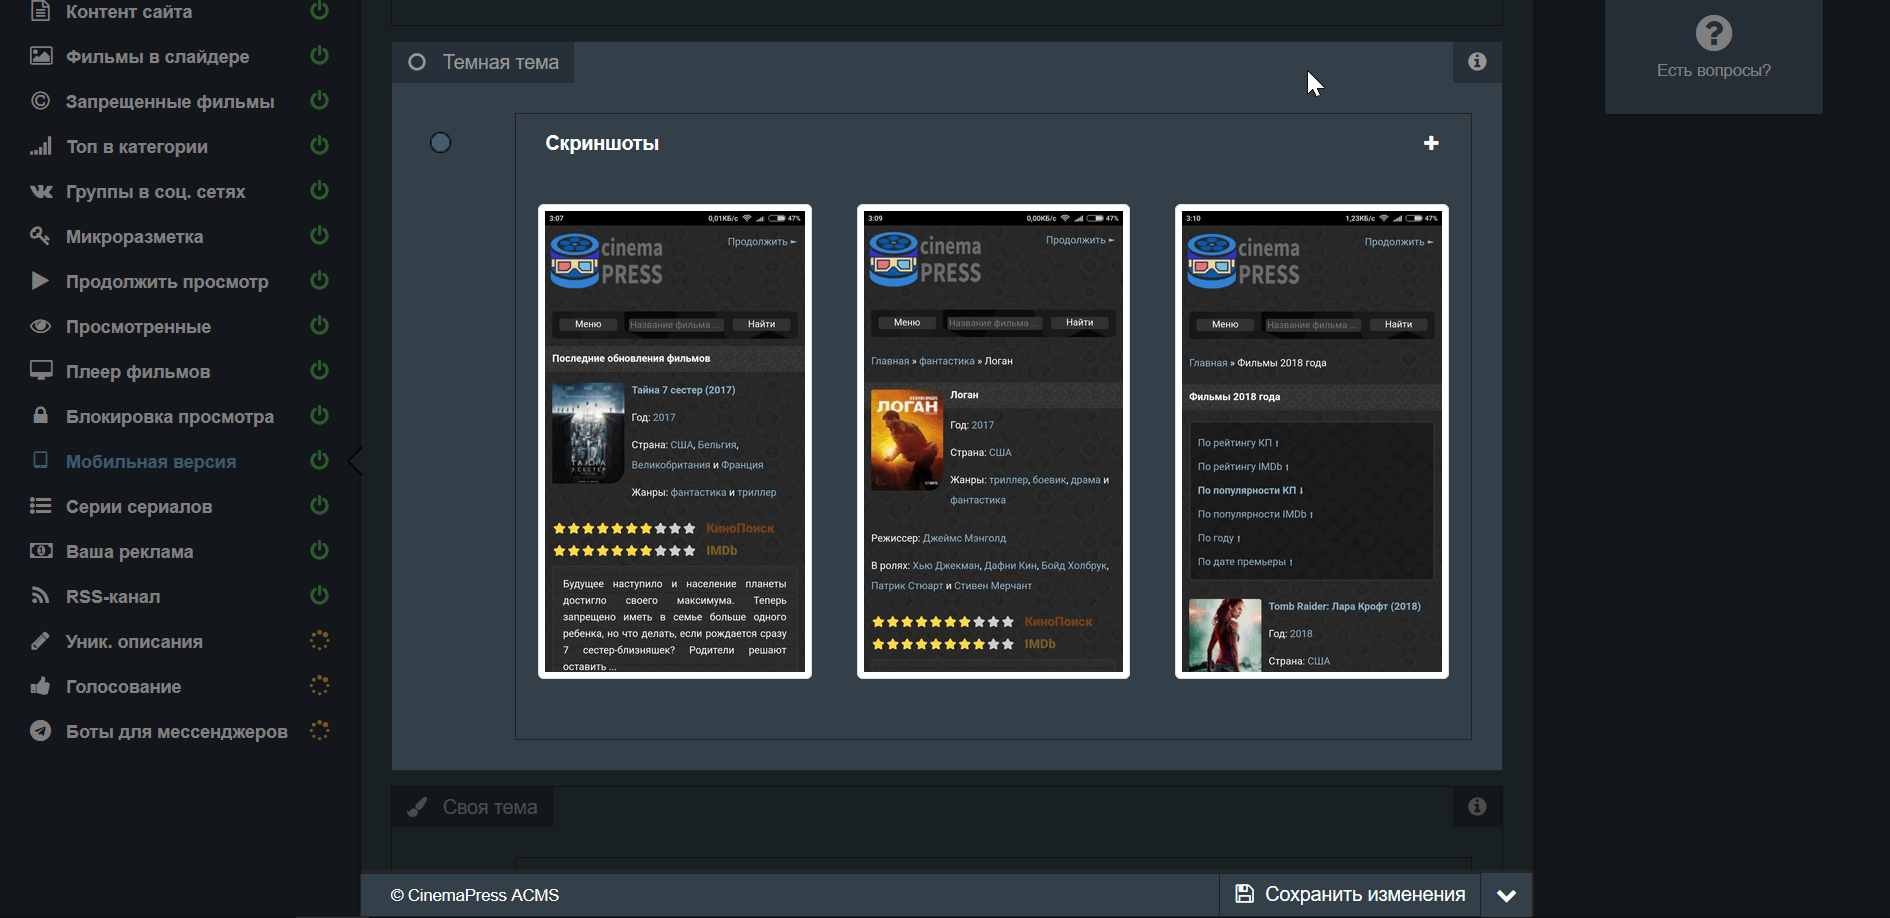 Контент сайта
Фильмы в слайдере
Запрещенные фильмы
Топ в категории
Группы в соц. сетях
Микроразметка
Продолжить просмотр
Просмотренные
Плеер фильмов
Блокировка просмотра
Мобильная версия
Серии сериалов
Ваша реклама
RSS-канал
Уник. описания
Голосование
Боты для мессенджеров
Темная тема
Скриншоты
3:07 0,01КБ/с 47%
cinema
PRESS
Продолжить ►
Меню Название фильма ... Найти
Последние обновления фильмов
ТАЙНА
7 СЕСТЕР
Тайна 7 сестер (2017)
Год: 2017
Страна: США, Бельгия,
Великобритания и Франция
Жанры: фантастика и триллер
КиноПоиск
IMDb
Будущее наступило и население планеты
достигло своего максимума. Теперь
запрещено иметь в семье больше одного
ребенка, но что делать, если рождается сразу
7 сестер-близняшек? Родители решают
оставить ...
3:09 0,00КБ/с 47%
cinema
PRESS
Продолжить ►
Меню Название фильма ... Найти
Главная » фантастика » Логан
ЛОГАН
Логан
Год: 2017
Страна: США
Жанры: триллер, боевик, драма и
фантастика
Режиссер: Джеймс Мэнголд
В ролях: Хью Джекман, Дафни Кин, Бойд Холбрук,
Патрик Стюарт и Стивен Мерчант
КиноПоиск
IMDb
3:10 1,23КБ/с 47%
cinema
PRESS
Продолжить ►
Меню Название фильма ... Найти
Главная » Фильмы 2018 года
Фильмы 2018 года
По рейтингу КП ↑
По рейтингу IMDb ↑
По популярности КП ↓
По популярности IMDb ↑
По году ↑
По дате премьеры ↑
Tomb Raider: Лара Крофт (2018)
Год: 2018
Страна: США
Своя тема
© CinemaPress ACMS
Сохранить изменения
Есть вопросы?